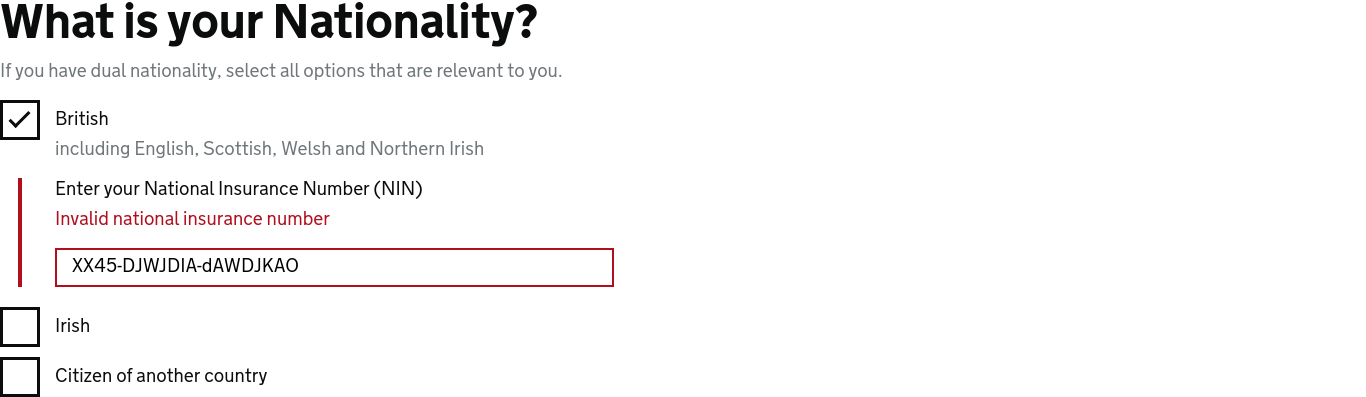 What is your Nationality?
If you have dual nationality, select all options that are relevant to you.
British
including English, Scottish, Welsh and Northern Irish
Enter your National Insurance Number (NIN)
Invalid national insurance number
XX45-DJWJDIA-dAWDJKAO
Irish
Citizen of another country